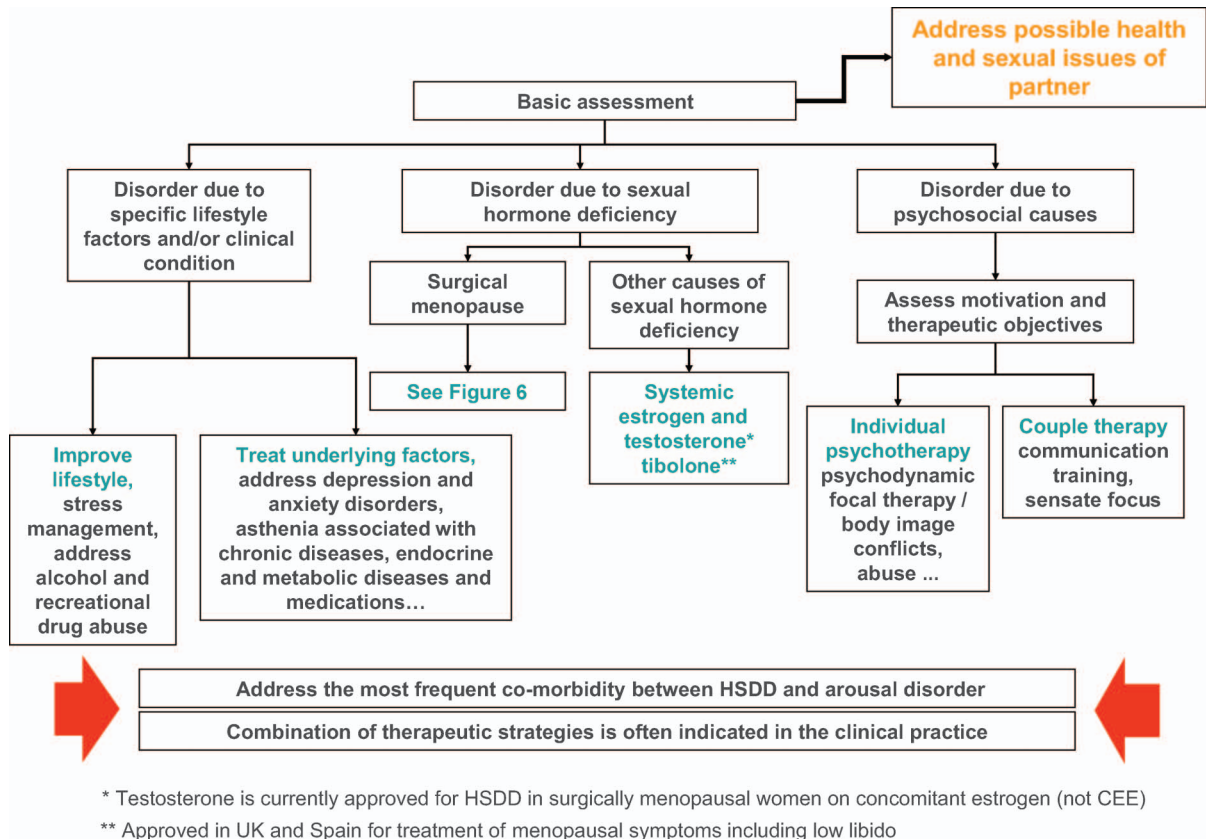 Address possible health
and sexual issues of
partner
Basic assessment
Disorder due to
specific lifestyle
factors and/or clinical
condition
Disorder due to sexual
hormone deficiency
Disorder due to
psychosocial causes
Surgical
menopause
Other causes of
sexual hormone
deficiency
Assess motivation and
therapeutic objectives
See Figure 6
Systemic
estrogen and
testosterone*
tibolone**
Improve
lifestyle,
stress
management,
address
alcohol and
recreational
drug abuse
Treat underlying factors,
address depression and
anxiety disorders,
asthenia associated with
chronic diseases, endocrine
and metabolic diseases and
medications…
Individual
psychotherapy
psychodynamic
focal therapy /
body image
conflicts,
abuse ...
Couple therapy
communication
training,
sensate focus
Address the most frequent co-morbidity between HSDD and arousal disorder
Combination of therapeutic strategies is often indicated in the clinical practice
* Testosterone is currently approved for HSDD in surgically menopausal women on concomitant estrogen (not CEE)
** Approved in UK and Spain for treatment of menopausal symptoms including low libido